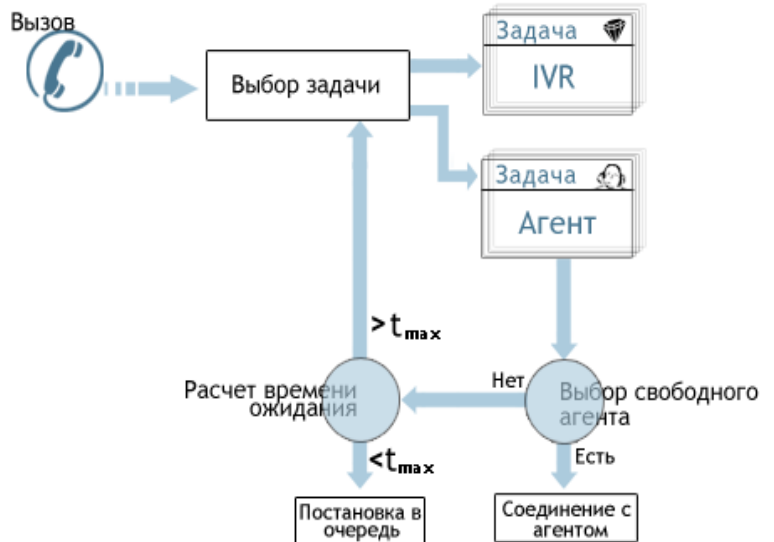 Вызов
Выбор задачи
Задача
IVR
Задача
Агент
>tmax
Расчет времени
ожидания
Нет
Выбор свободного
агента
<tmax
Есть
Постановка в
очередь
Соединение с
агентом